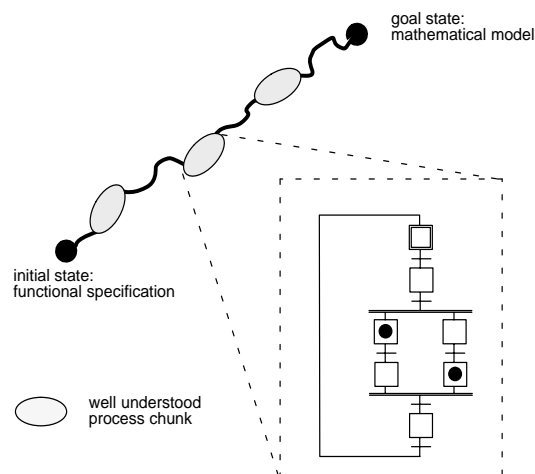 goal state:
mathematical model
initial state:
functional specification
well understood
process chunk